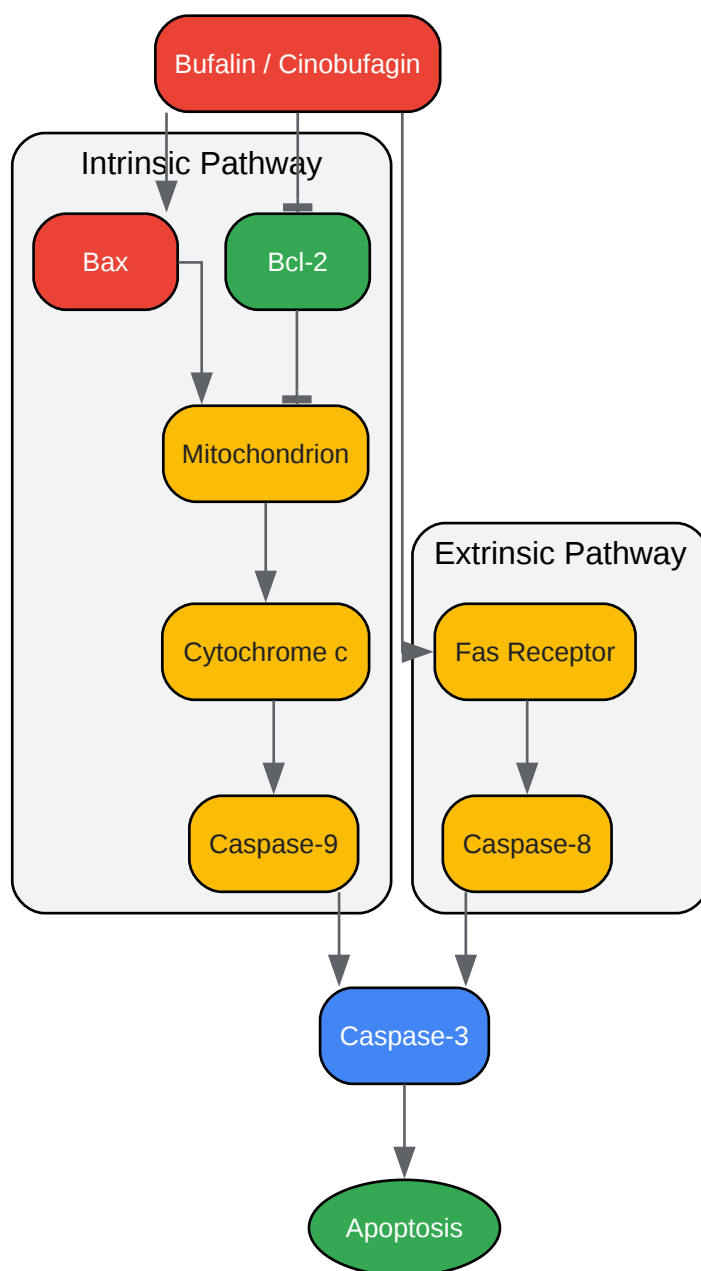 Bufalin / Cinobufagin
Intrinsic Pathway
Bax
Bcl-2
Mitochondrion
Extrinsic Pathway
Cytochrome c
Fas Receptor
Caspase-9
Caspase-8
Caspase-3
Apoptosis